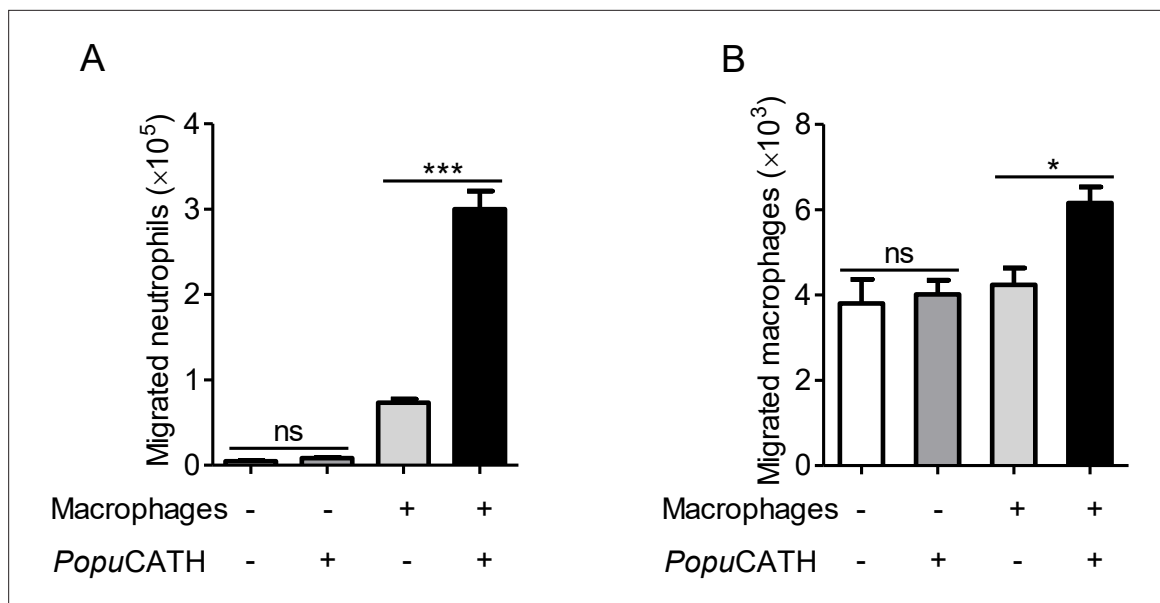 A
Migrated neutrophils (×10⁵)
4
3
2
1
0
ns
***
Macrophages - - + +
PopuCATH - + - +
B
Migrated macrophages (×10³)
8
6
4
2
0
ns
*
Macrophages - - + +
PopuCATH - + - +